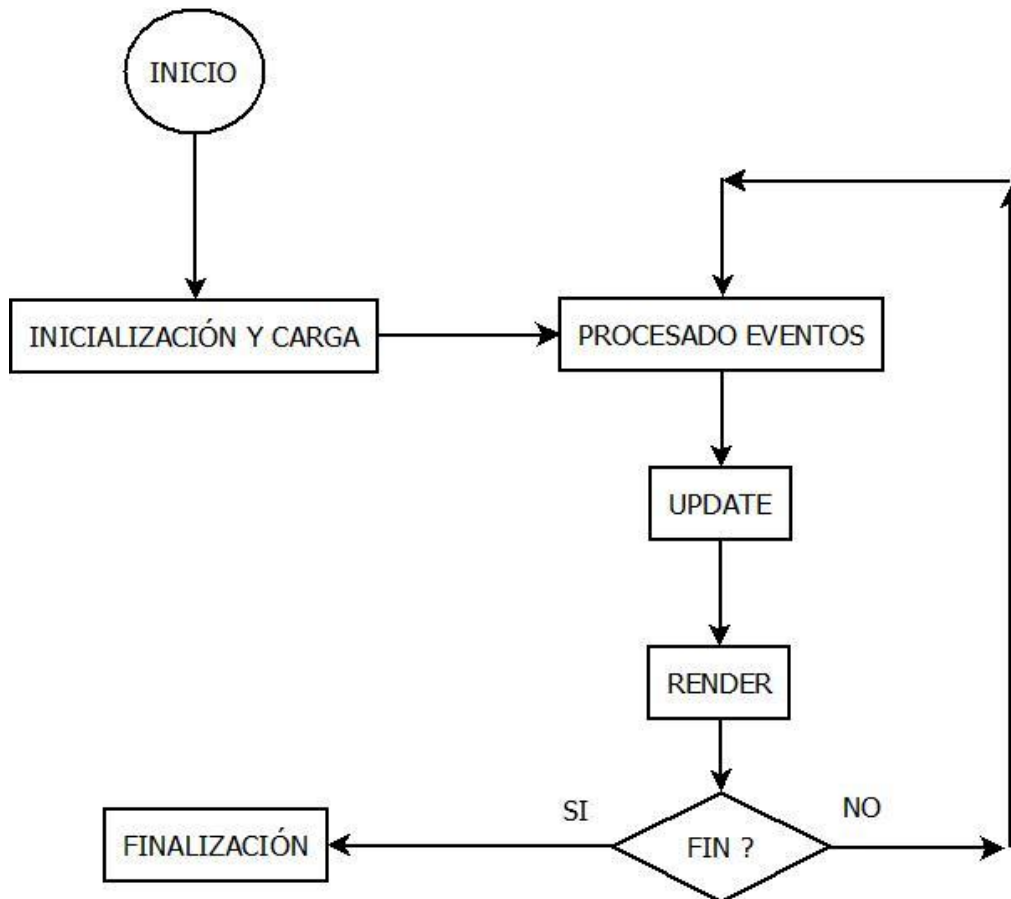 INICIO
INICIALIZACIÓN Y CARGA
PROCESADO EVENTOS
UPDATE
RENDER
SI
NO
FIN ?
FINALIZACIÓN